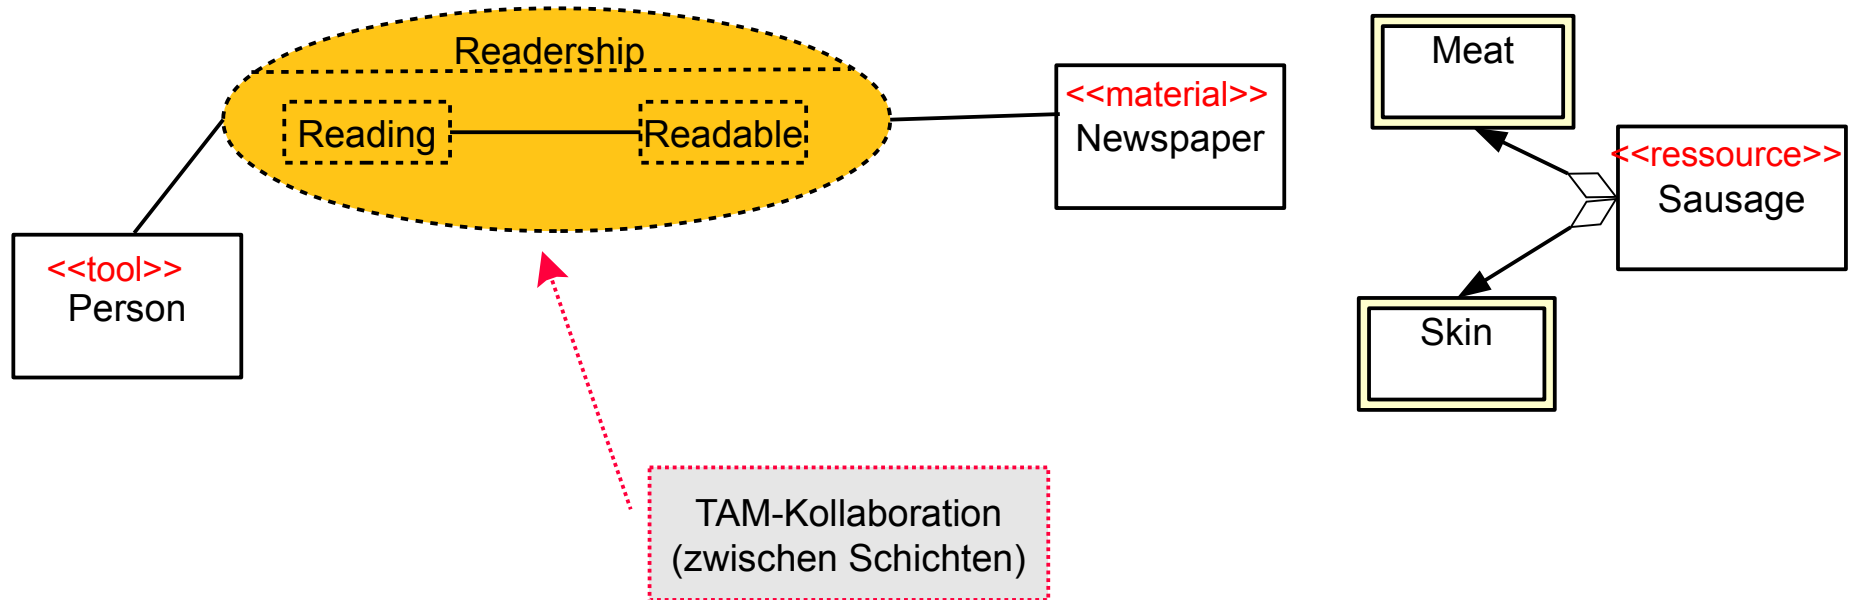 Readership
Reading
Readable
<<tool>>
Person
<<material>>
Newspaper
Meat
<<ressource>>
Sausage
Skin
TAM-Kollaboration
(zwischen Schichten)